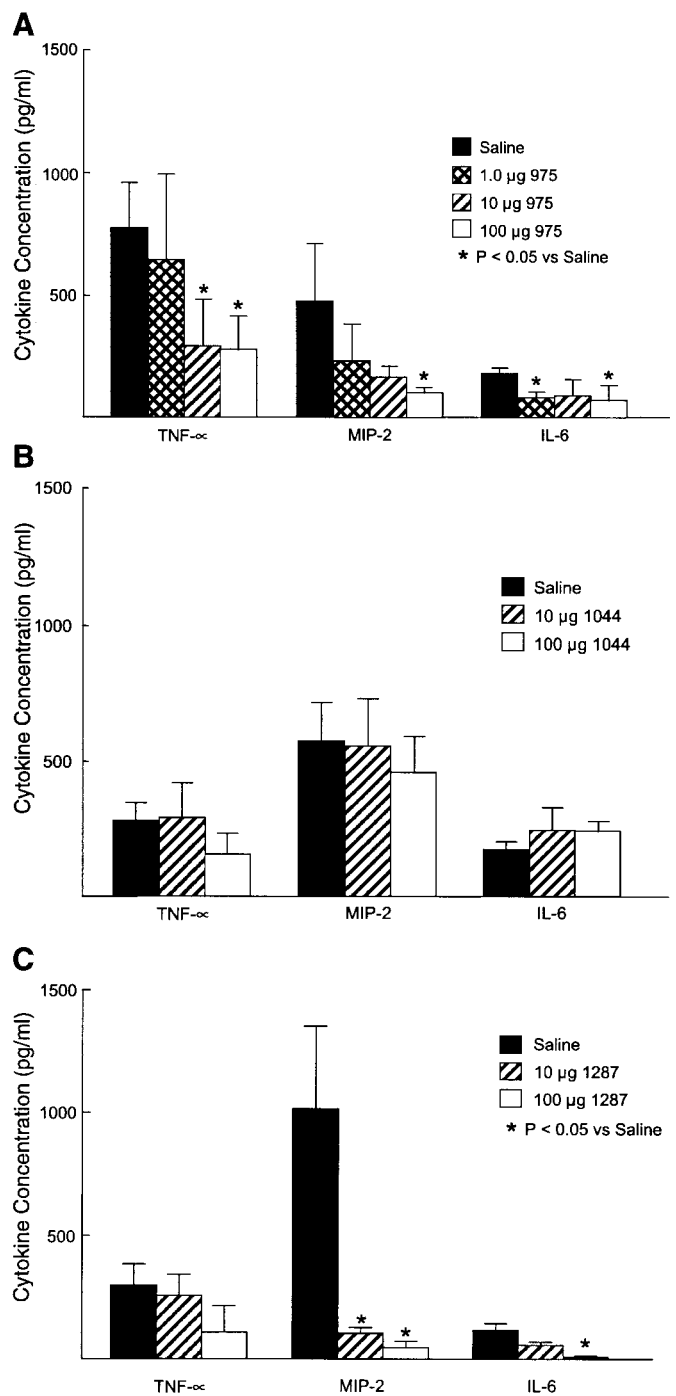 A
Cytokine Concentration (pg/ml)
1500
1000
500
Saline
1.0 µg 975
10 µg 975
100 µg 975
* P < 0.05 vs Saline
* *
*
* *
TNF-∝ MIP-2 IL-6
B
Cytokine Concentration (pg/ml)
1500
1000
500
Saline
10 µg 1044
100 µg 1044
TNF-∝ MIP-2 IL-6
C
Cytokine Concentration (pg/ml)
1500
1000
500
Saline
10 µg 1287
100 µg 1287
* P < 0.05 vs Saline
* *
*
TNF-∝ MIP-2 IL-6